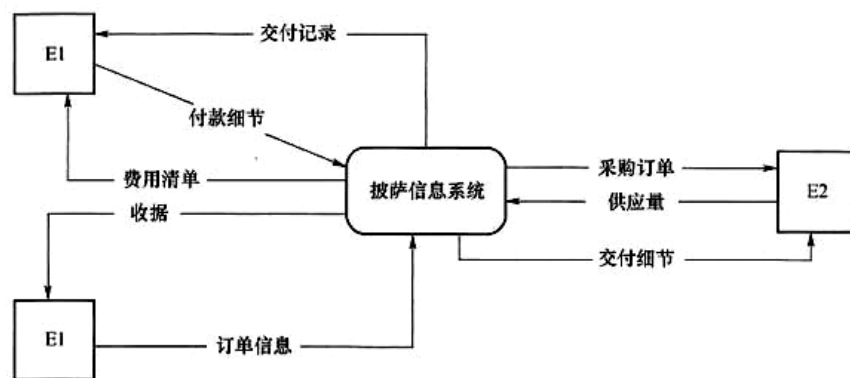 交付记录
E1
付款细节
费用清单
披萨信息系统
采购订单
供应量
E2
收据
交付细节
E1
订单信息